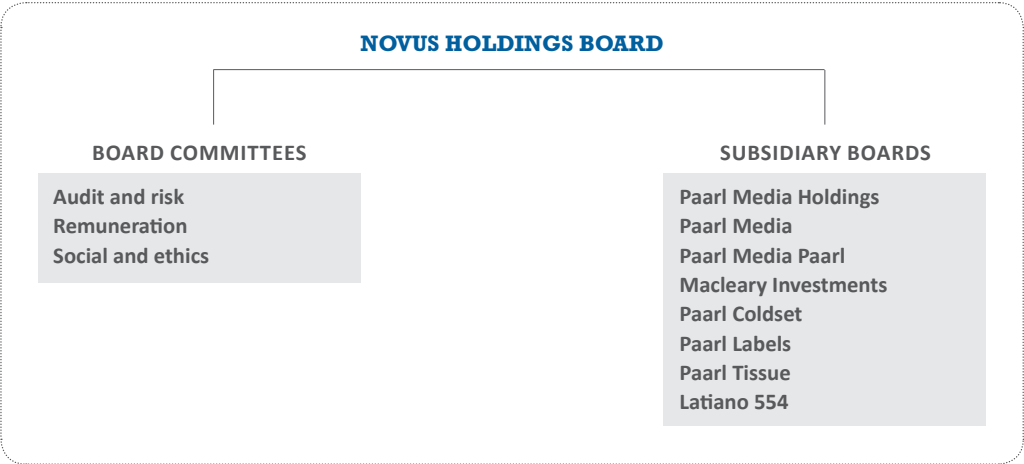 NOVUS HOLDINGS BOARD
BOARD COMMITTEES
Audit and risk
Remuneration
Social and ethics
SUBSIDIARY BOARDS
Paarl Media Holdings
Paarl Media
Paarl Media Paarl
Macleary Investments
Paarl Coldset
Paarl Labels
Paarl Tissue
Latiano 554